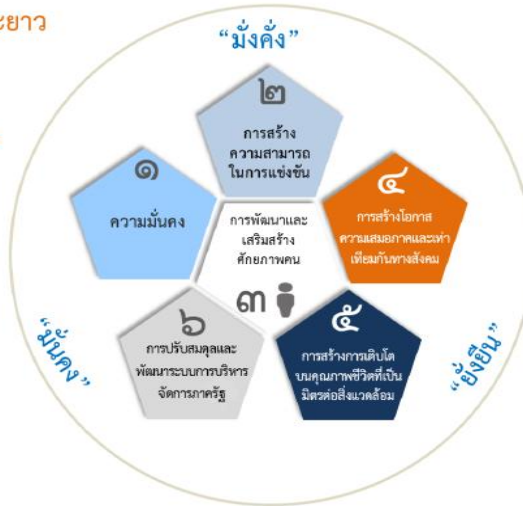 ะยาว
“มั่งคั่ง”
๒
การสร้าง
ความสามารถ
ในการแข่งขัน
๑
ความมั่นคง
การพัฒนาและ
เสริมสร้าง
ศักยภาพคน
๓
๔
การสร้างโอกาส
ความเสมอภาคและเท่า
เทียมกันทางสังคม
๖
การปรับสมดุลและ
พัฒนาระบบการบริหาร
จัดการภาครัฐ
๕
การสร้างการเติบโต
บนคุณภาพชีวิตที่เป็น
มิตรต่อสิ่งแวดล้อม
“มั่นคง”
“ยั่งยืน”